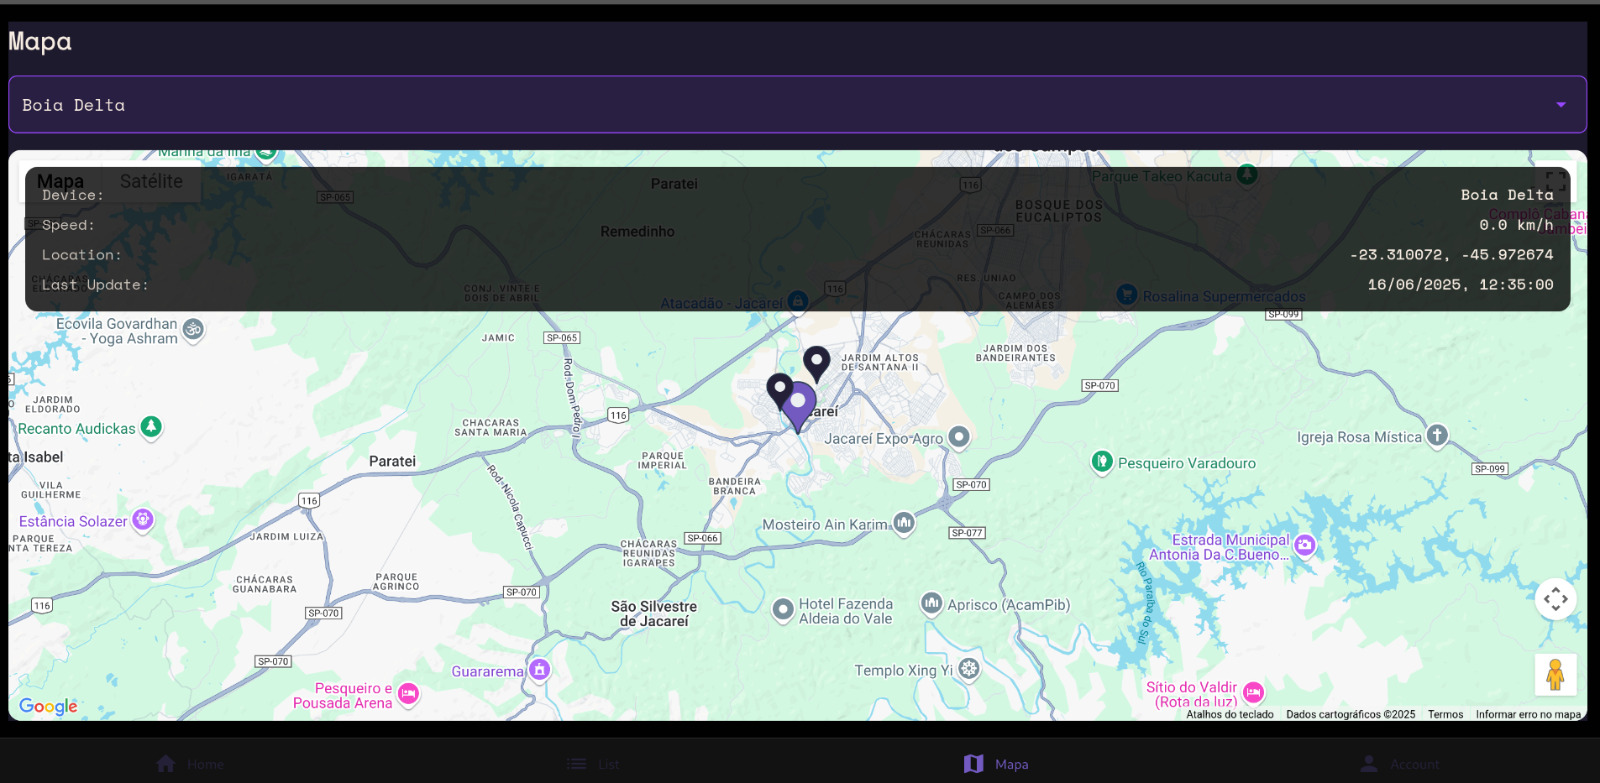 Mapa
Boia Delta
Marina da Ilha
dos Campos
Mapa
Satélite
IGARATÁ
Paratei
116
Parque Takeo Kacuta
Device:
Boia Delta
SP-065
BOSQUE DOS
EUCALIPTOS
Speed:
0.0 km/h
Remedinho
CHÁCARAS
REUNIDAS
SP-066
Location:
-23.310072, -45.972674
RES. UNIAO
Last Update:
16/06/2025, 12:35:00
CONJ. VINTE E
DOIS DE ABRIL
116
CAMPO DOS
ALEMÃES
Atacadão - Jacareí
Rosalina Supermercados
SP-099
Ecovila Govardhan
- Yoga Ashram
JAMIC
SP-065
JARDIM ALTOS
DE SANTANA II
JARDIM DOS
BANDEIRANTES
SP-070
Rod. Dom Pedro I
JARDIM
ELDORADO
Recanto Audickas
116
CHACARAS
SANTA MARIA
careí
Jacareí Expo Agro
Igreja Rosa Mística
ta Isabel
Paratei
PARQUE
IMPERIAL
Pesqueiro Varadouro
SP-099
VILA
GUILHERME
Rod. Nicola Capucci
BANDEIRA
BRANCA
SP-070
116
Estância Solazer
Mosteiro Ain Karim
SP-077
PARQUE
NTA TEREZA
JARDIM LUIZA
SP-066
CHÁCARAS
REUNIDAS
IGARAPES
Estrada Municipal
Antonia Da C.Bueno...
CHÁCARAS
GUANABARA
PARQUE
AGRINCO
SP-070
Rio Paraíba do Sul
116
SP-070
São Silvestre
de Jacareí
Hotel Fazenda
Aldeia do Vale
Aprisco (AcamPib)
SP-070
Guararema
Templo Xing Yi
Pesqueiro e
Pousada Arena
Sítio do Valdir
(Rota da luz)
Google
Atalhos do teclado
Dados cartográficos ©2025
Termos
Informar erro no mapa
Home
List
Mapa
Account